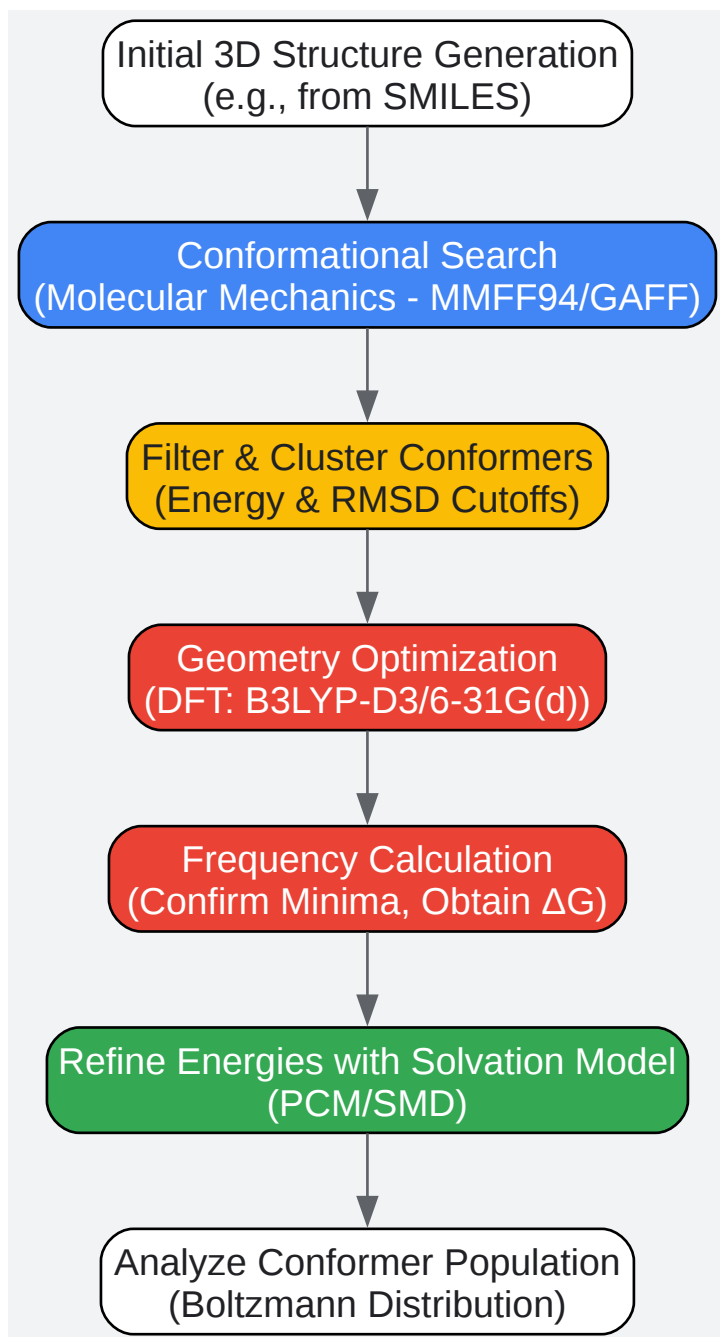 Initial 3D Structure Generation
(e.g., from SMILES)
Conformational Search
(Molecular Mechanics - MMFF94/GAFF)
Filter & Cluster Conformers
(Energy & RMSD Cutoffs)
Geometry Optimization
(DFT: B3LYP-D3/6-31G(d))
Frequency Calculation
(Confirm Minima, Obtain ΔG)
Refine Energies with Solvation Model
(PCM/SMD)
Analyze Conformer Population
(Boltzmann Distribution)